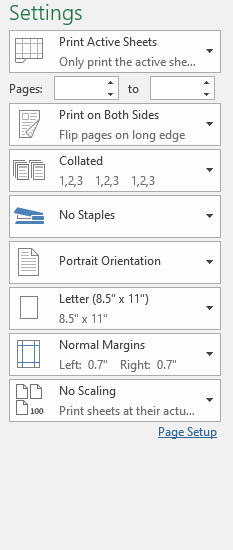 Settings
Print Active Sheets
Only print the active she...
Pages: to
Print on Both Sides
Flip pages on long edge
Collated
1,2,3 1,2,3 1,2,3
No Staples
Portrait Orientation
Letter (8.5" x 11")
8.5" x 11"
Normal Margins
Left: 0.7" Right: 0.7"
No Scaling
Print sheets at their actu...
100
Page Setup